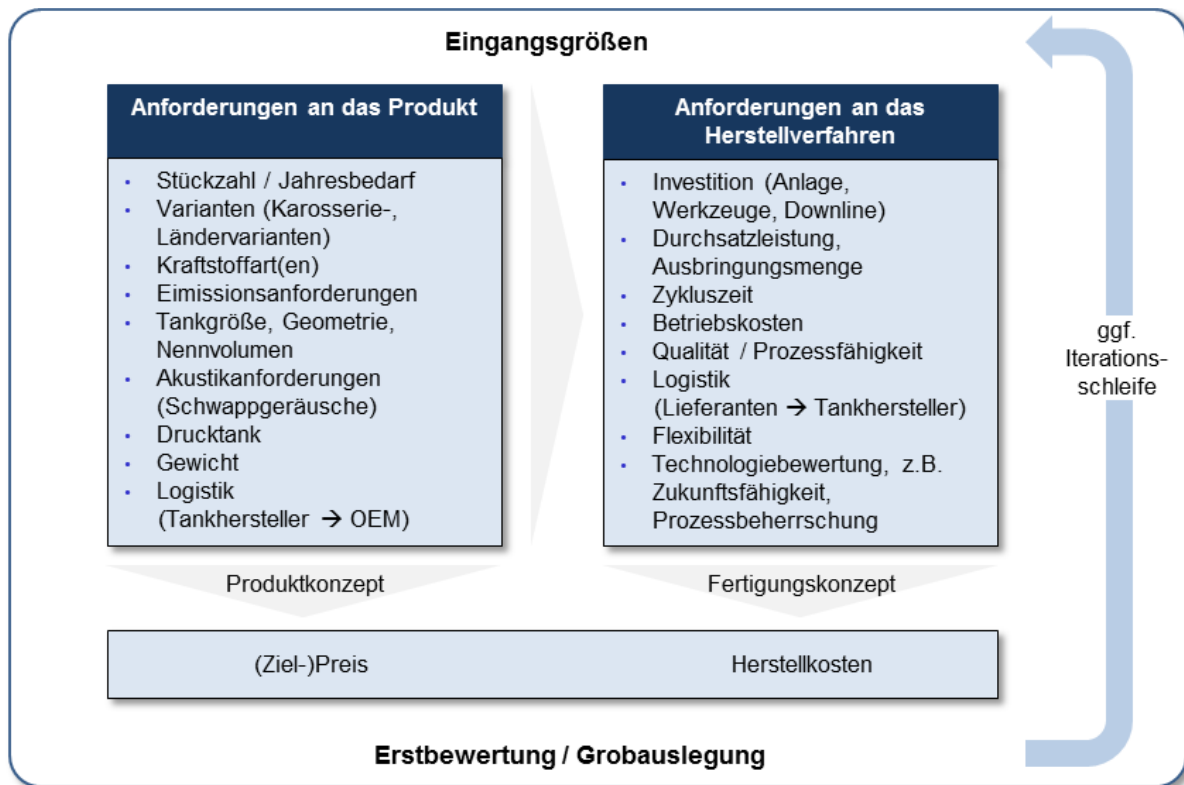 Eingangsgrößen
Anforderungen an das Produkt
• Stückzahl / Jahresbedarf
• Varianten (Karosserie-,
Ländervarianten)
• Kraftstoffart(en)
• Eimissionsanforderungen
• Tankgröße, Geometrie,
Nennvolumen
• Akustikanforderungen
(Schwappgeräusche)
• Drucktank
• Gewicht
• Logistik
(Tankhersteller → OEM)
Produktkonzept
Anforderungen an das
Herstellverfahren
• Investition (Anlage,
Werkzeuge, Downline)
• Durchsatzleistung,
Ausbringungsmenge
• Zykluszeit
• Betriebskosten
• Qualität / Prozessfähigkeit
• Logistik
(Lieferanten → Tankhersteller)
• Flexibilität
• Technologiebewertung, z.B.
Zukunftsfähigkeit,
Prozessbeherrschung
Fertigungskonzept
(Ziel-)Preis
Herstellkosten
Erstbewertung / Grobauslegung
ggf.
Iterations-
schleife